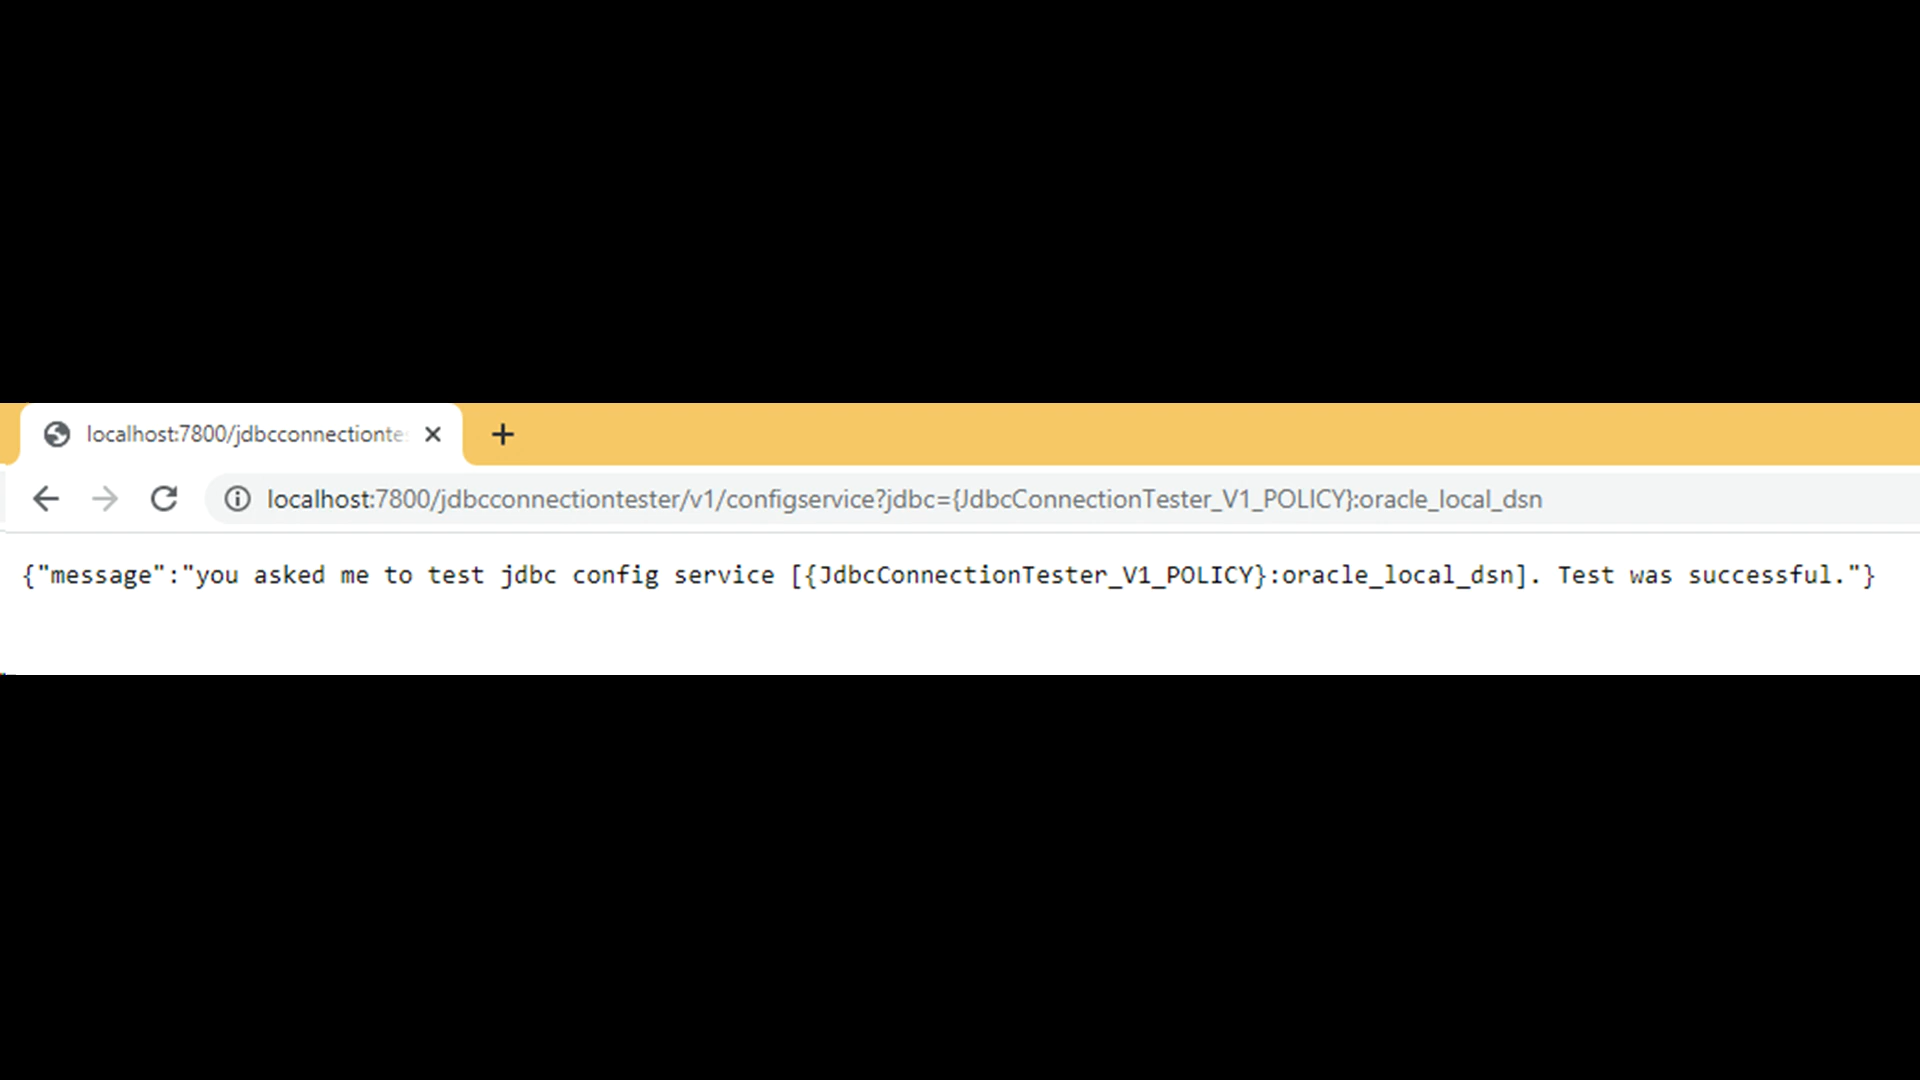 localhost:7800/jdbcconnectionte
localhost:7800/jdbcconnectiontester/v1/configservice?jdbc={JdbcConnectionTester_V1_POLICY}:oracle_local_dsn
{"message":"you asked me to test jdbc config service [{JdbcConnectionTester_V1_POLICY}:oracle_local_dsn]. Test was successful."}